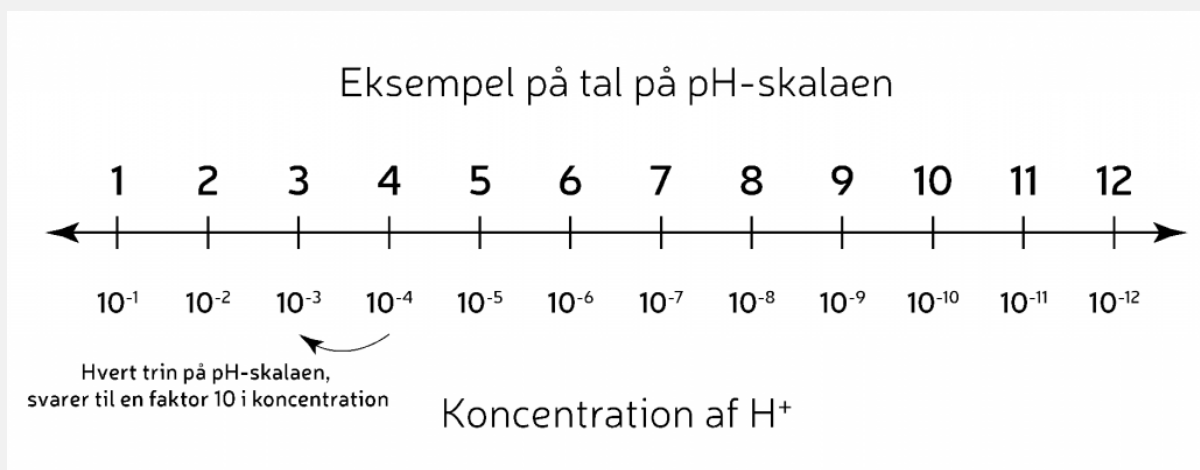 Eksempel på tal på pH-skalaen
1 2 3 4 5 6 7 8 9 10 11 12
10⁻¹ 10⁻² 10⁻³ 10⁻⁴ 10⁻⁵ 10⁻⁶ 10⁻⁷ 10⁻⁸ 10⁻⁹ 10⁻¹⁰ 10⁻¹¹ 10⁻¹²
Hvert trin på pH-skalaen,
svarer til en faktor 10 i koncentration
Koncentration af H⁺